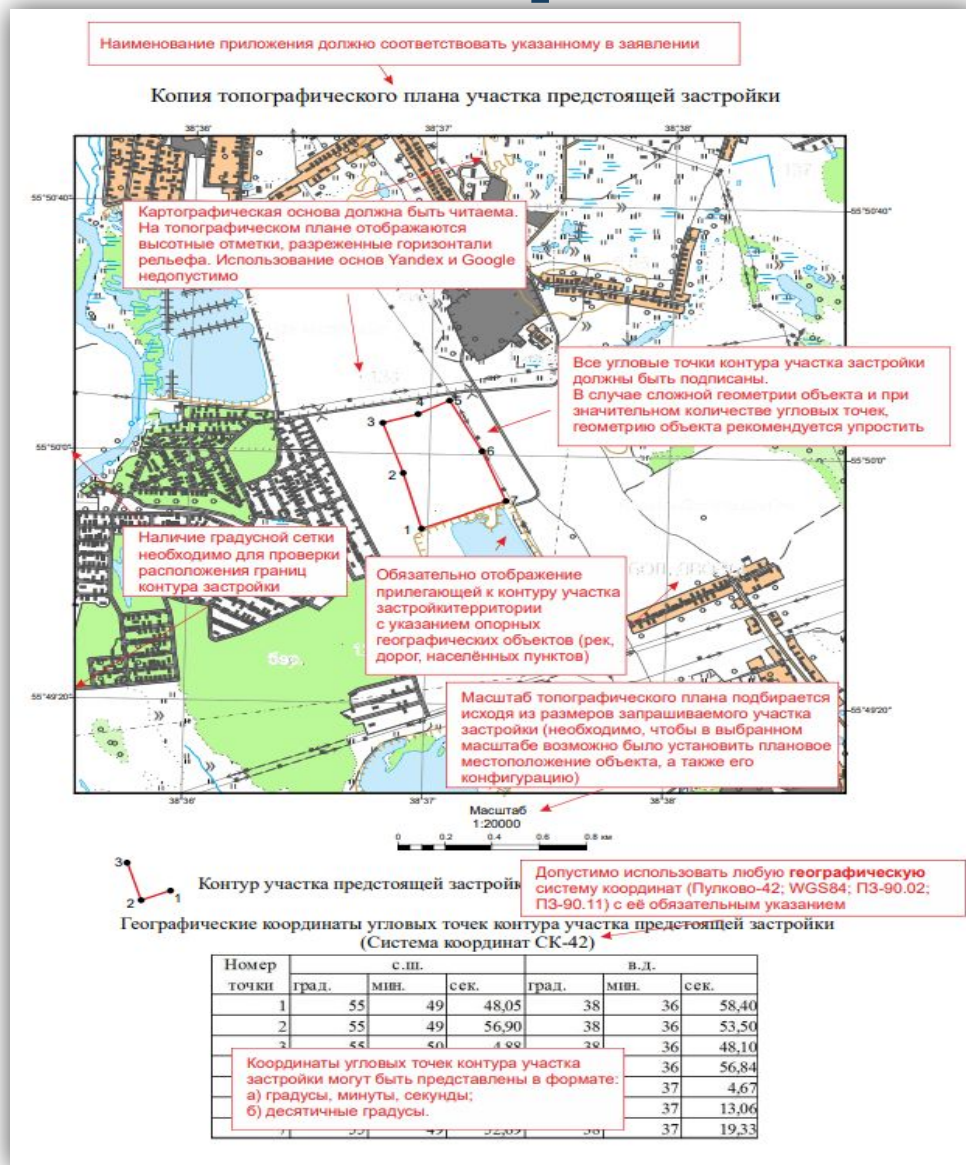 Наименование приложения должно соответствовать указанному в заявлении
Копия топографического плана участка предстоящей застройки
38°36' 38°37' 38°38'
55°50'40" 55°50'40"
Картографическая основа должна быть читаема.
На топографическом плане отображаются
высотные отметки, разреженные горизонтали
рельефа. Использование основ Yandex и Google
недопустимо
Все угловые точки контура участка застройки
должны быть подписаны.
В случае сложной геометрии объекта и при
значительном количестве угловых точек,
геометрию объекта рекомендуется упростить
3 4 5
6
2
7
1
55°50'0" 55°50'0"
Наличие градусной сетки
необходимо для проверки
расположения границ
контура застройки
Обязательно отображение
прилегающей к контуру участка
застройкитерритории
с указанием опорных
географических объектов (рек,
дорог, населённых пунктов)
55°49'20" 55°49'20"
Масштаб топографического плана подбирается
исходя из размеров запрашиваемого участка
застройки (необходимо, чтобы в выбранном
масштабе возможно было установить плановое
местоположение объекта, а также его
конфигурацию)
38°36' 38°37' 38°38'
Масштаб
1:20000
0 0.2 0.4 0.6 0.8 км
3
2 1
Контур участка предстоящей застройк
Допустимо использовать любую географическую
систему координат (Пулково-42; WGS84; ПЗ-90.02;
ПЗ-90.11) с её обязательным указанием
Географические координаты угловых точек контура участка предстоящей застройки
(Система координат СК-42)
Номер точки с.ш. в.д.
град. мин. сек. град. мин. сек.
1 55 49 48,05 38 36 58,40
2 55 49 56,90 38 36 53,50
3 55 50 4,88 38 36 48,10
36 56,84
37 4,67
37 13,06
37 19,33
Координаты угловых точек контура участка
застройки могут быть представлены в формате:
а) градусы, минуты, секунды;
б) десятичные градусы.